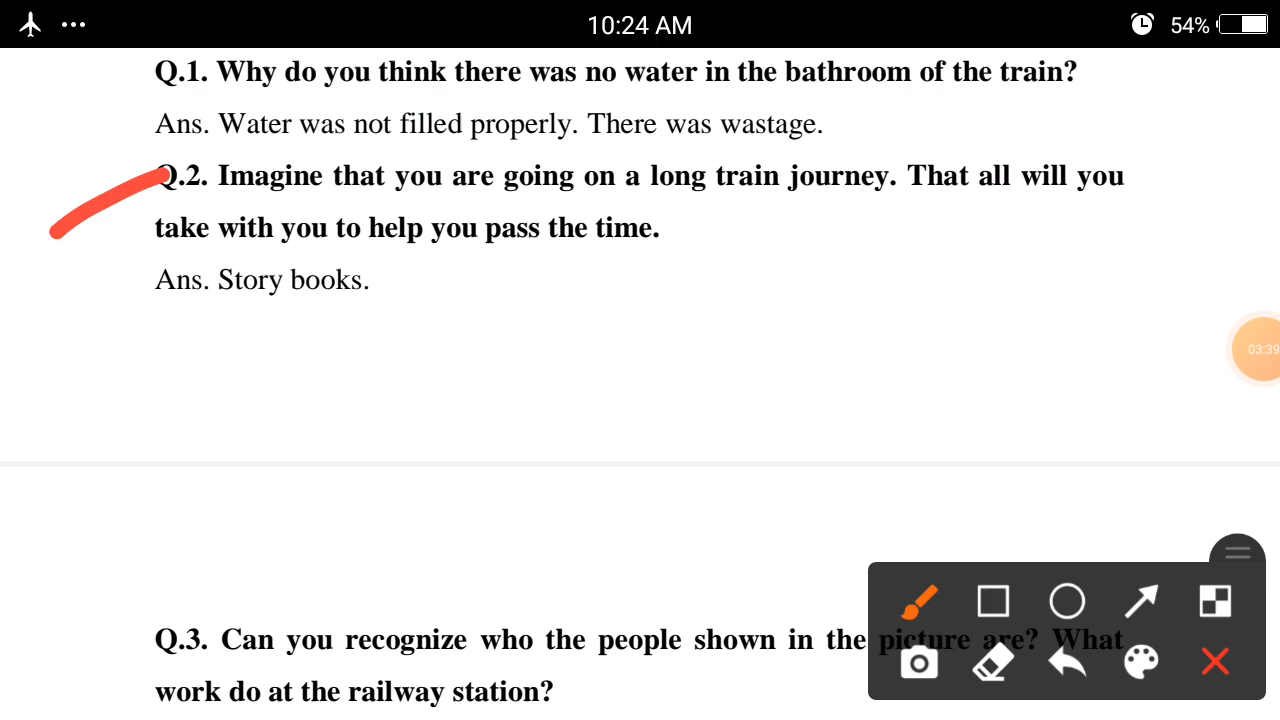 10:24 AM
54%
Q.1. Why do you think there was no water in the bathroom of the train?
Ans. Water was not filled properly. There was wastage.
Q.2. Imagine that you are going on a long train journey. That all will you
take with you to help you pass the time.
Ans. Story books.
03:39
Q.3. Can you recognize who the people shown in the picture are? What
work do at the railway station?